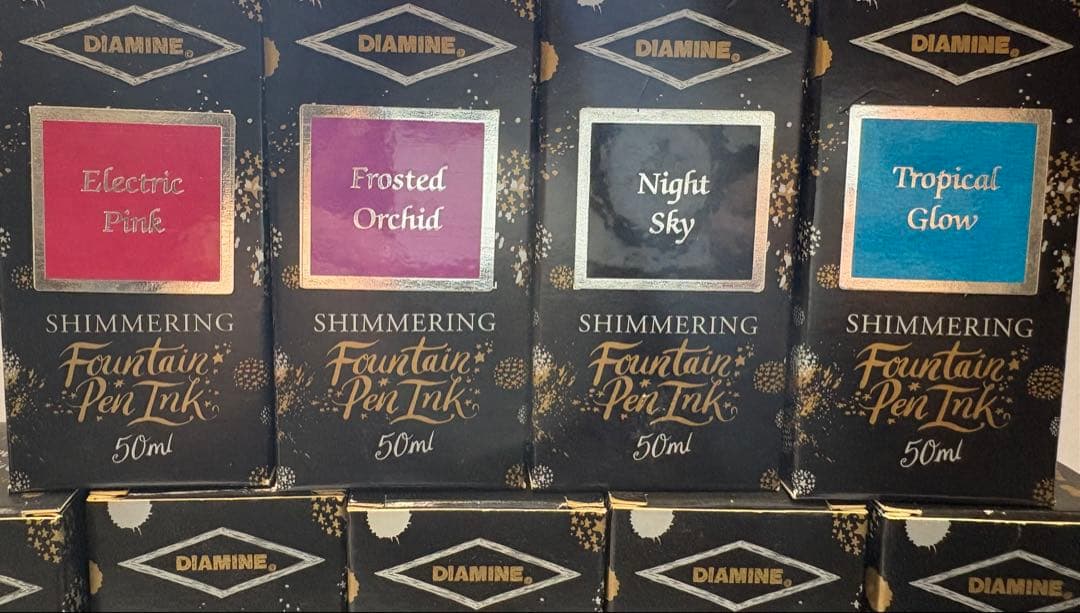 DIAMINE
Electric
Pink
SHIMMERING
Fountain
Pen Ink
50ml
DIAMINE
Frosted
Orchid
SHIMMERING
Fountain
Pen Ink
50ml
DIAMINE
Night
Sky
SHIMMERING
Fountain
Pen Ink
50ml
DIAMINE
Tropical
Glow
SHIMMERING
Fountain
Pen Ink
50ml
DIAMINE
DIAMINE
DIAMINE
DIAMINE